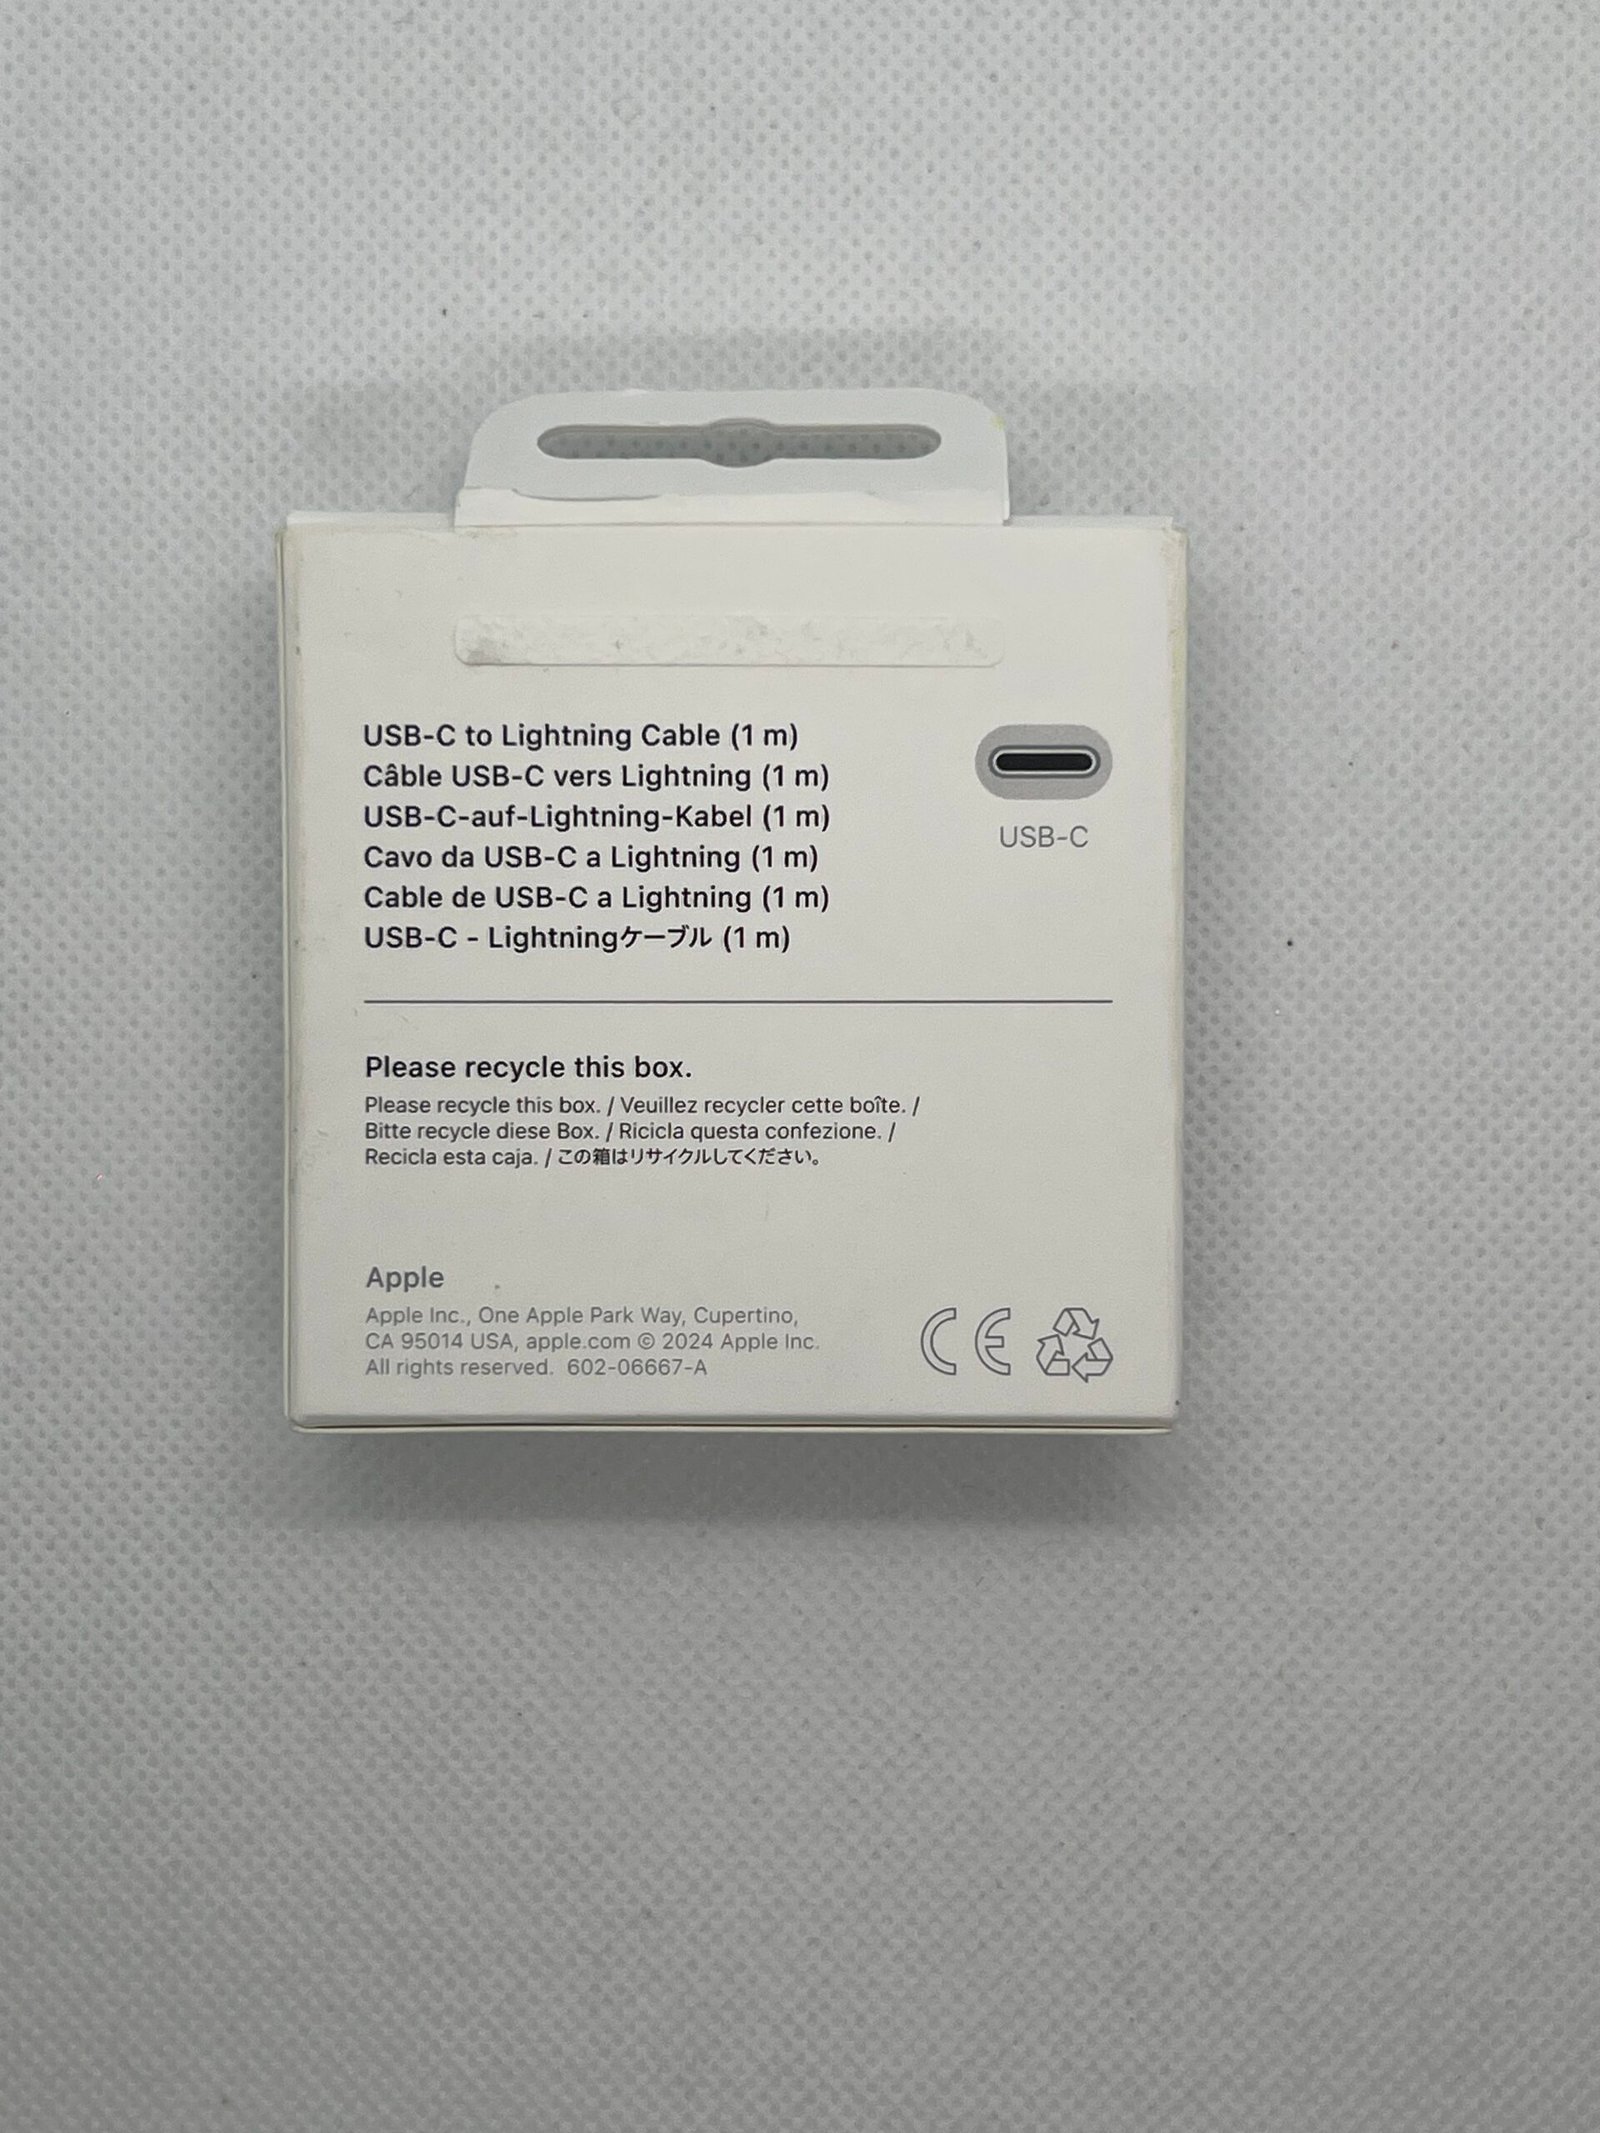 USB-C to Lightning Cable (1 m)
Câble USB-C vers Lightning (1 m)
USB-C-auf-Lightning-Kabel (1 m)
Cavo da USB-C a Lightning (1 m)
Cable de USB-C a Lightning (1 m)
USB-C - Lightningケーブル (1 m)
USB-C
Please recycle this box.
Please recycle this box. / Veuillez recycler cette boîte. /
Bitte recycle diese Box. / Ricicla questa confezione. /
Recicla esta caja. / この箱はリサイクルしてください。
Apple
Apple Inc., One Apple Park Way, Cupertino,
CA 95014 USA, apple.com © 2024 Apple Inc.
All rights reserved. 602-06667-A
CE